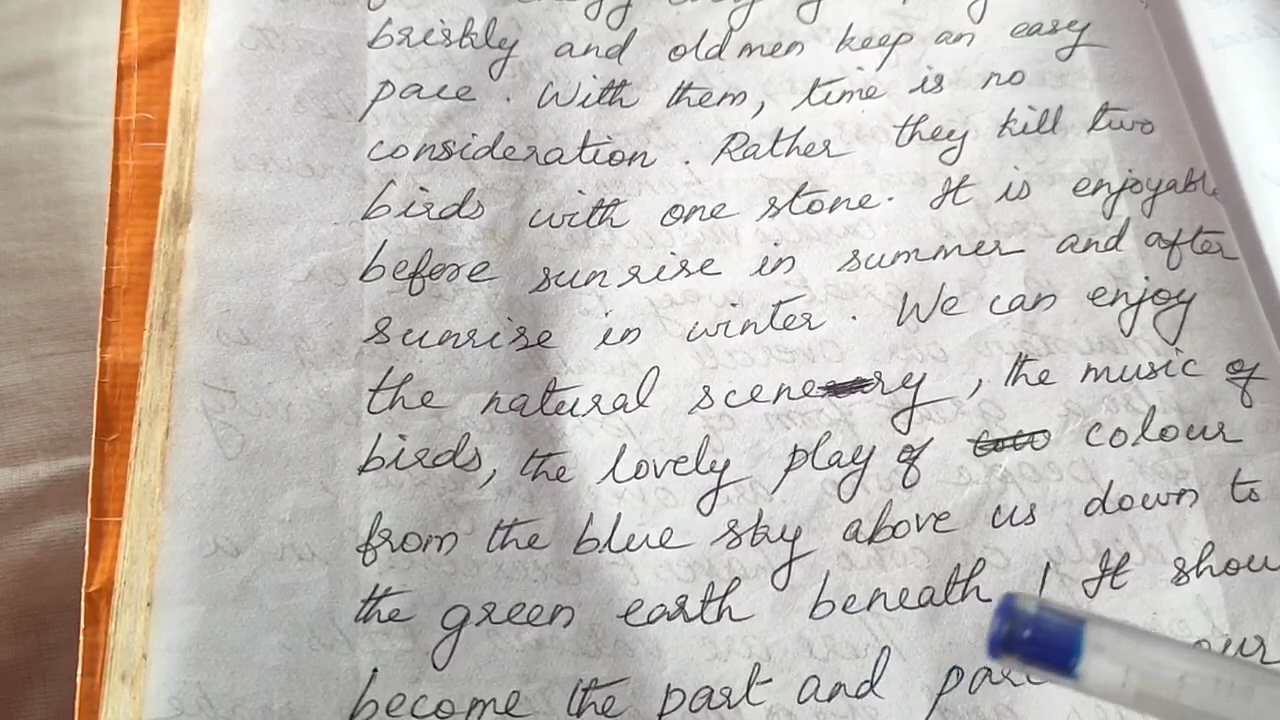 briskly and old men keep an easy
pace. With them, time is no
consideration. Rather they kill two
birds with one stone. It is enjoyable
before sunrise in summer and after
sunrise in winter. We can enjoy
the natural scenery, the music of
birds, the lovely play of colour
from the blue sky above us down to
the green earth beneath! It shou
become the part and our